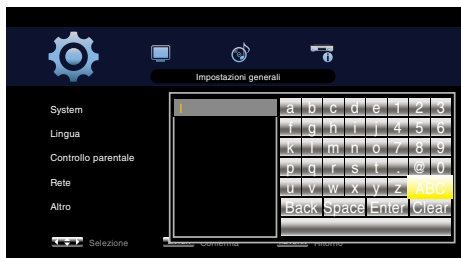 Impostazioni generali
System
Lingua
Controllo parentale
Rete
Altro
a b c d e 1 2 3
f g h i j 4 5 6
k l m n o 7 8 9
p q r s t . @ 0
u v w x y z ABC
Back Space Enter Clear
Selezione Conferma Ritorno